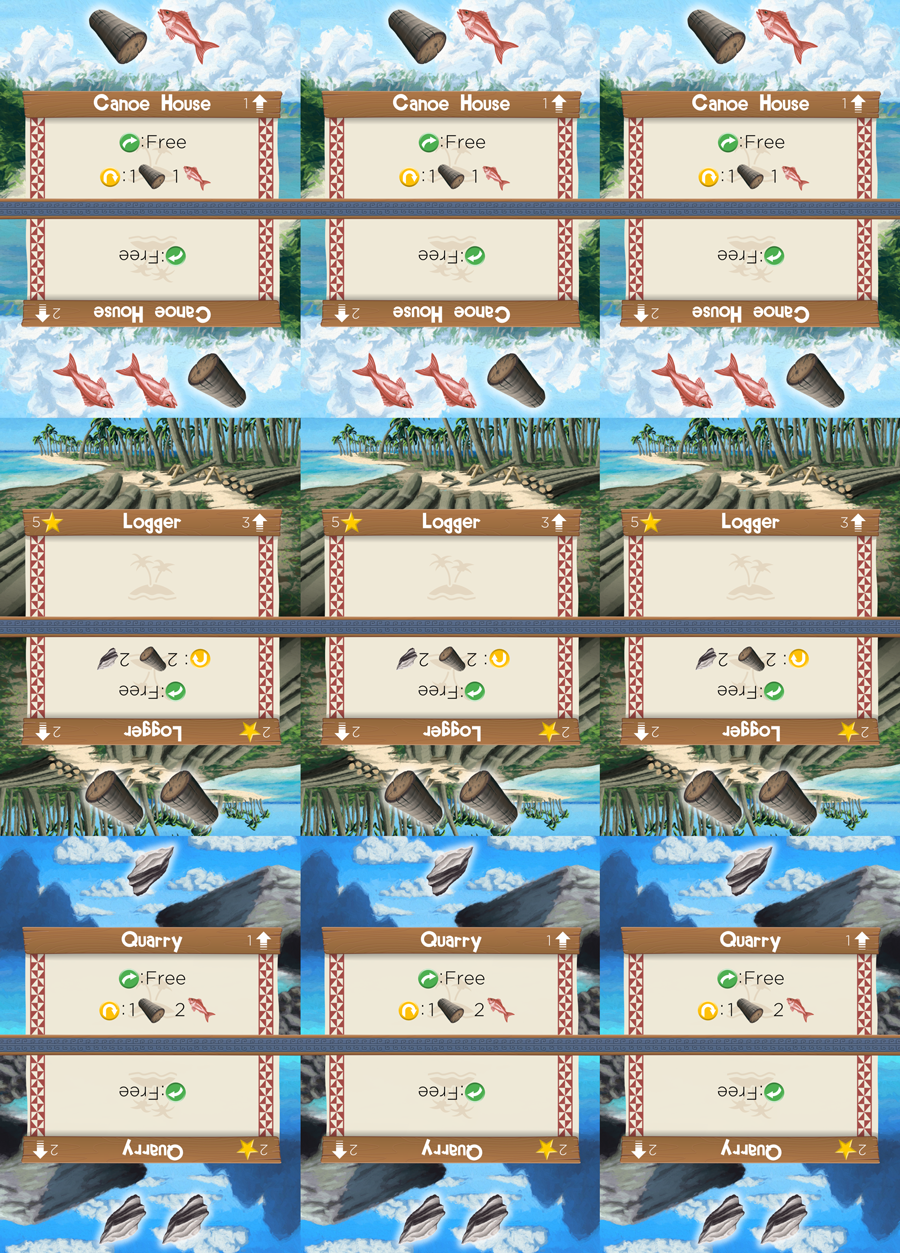 Canoe House 1 Canoe House 1 Canoe House 1
:Free :Free :Free
:1 1 :1 1 :1 1
:Free :Free :Free
Canoe House 2 Canoe House 2 Canoe House 2
5 Logger 3 5 Logger 3 5 Logger 3
: 2 2 : 2 2 : 2 2
:Free :Free :Free
2 Logger 2 2 Logger 2 2 Logger 2
Quarry 1 Quarry 1 Quarry 1
:Free :Free :Free
:1 2 :1 2 :1 2
:Free :Free :Free
2 Quarry 2 2 Quarry 2 2 Quarry 2